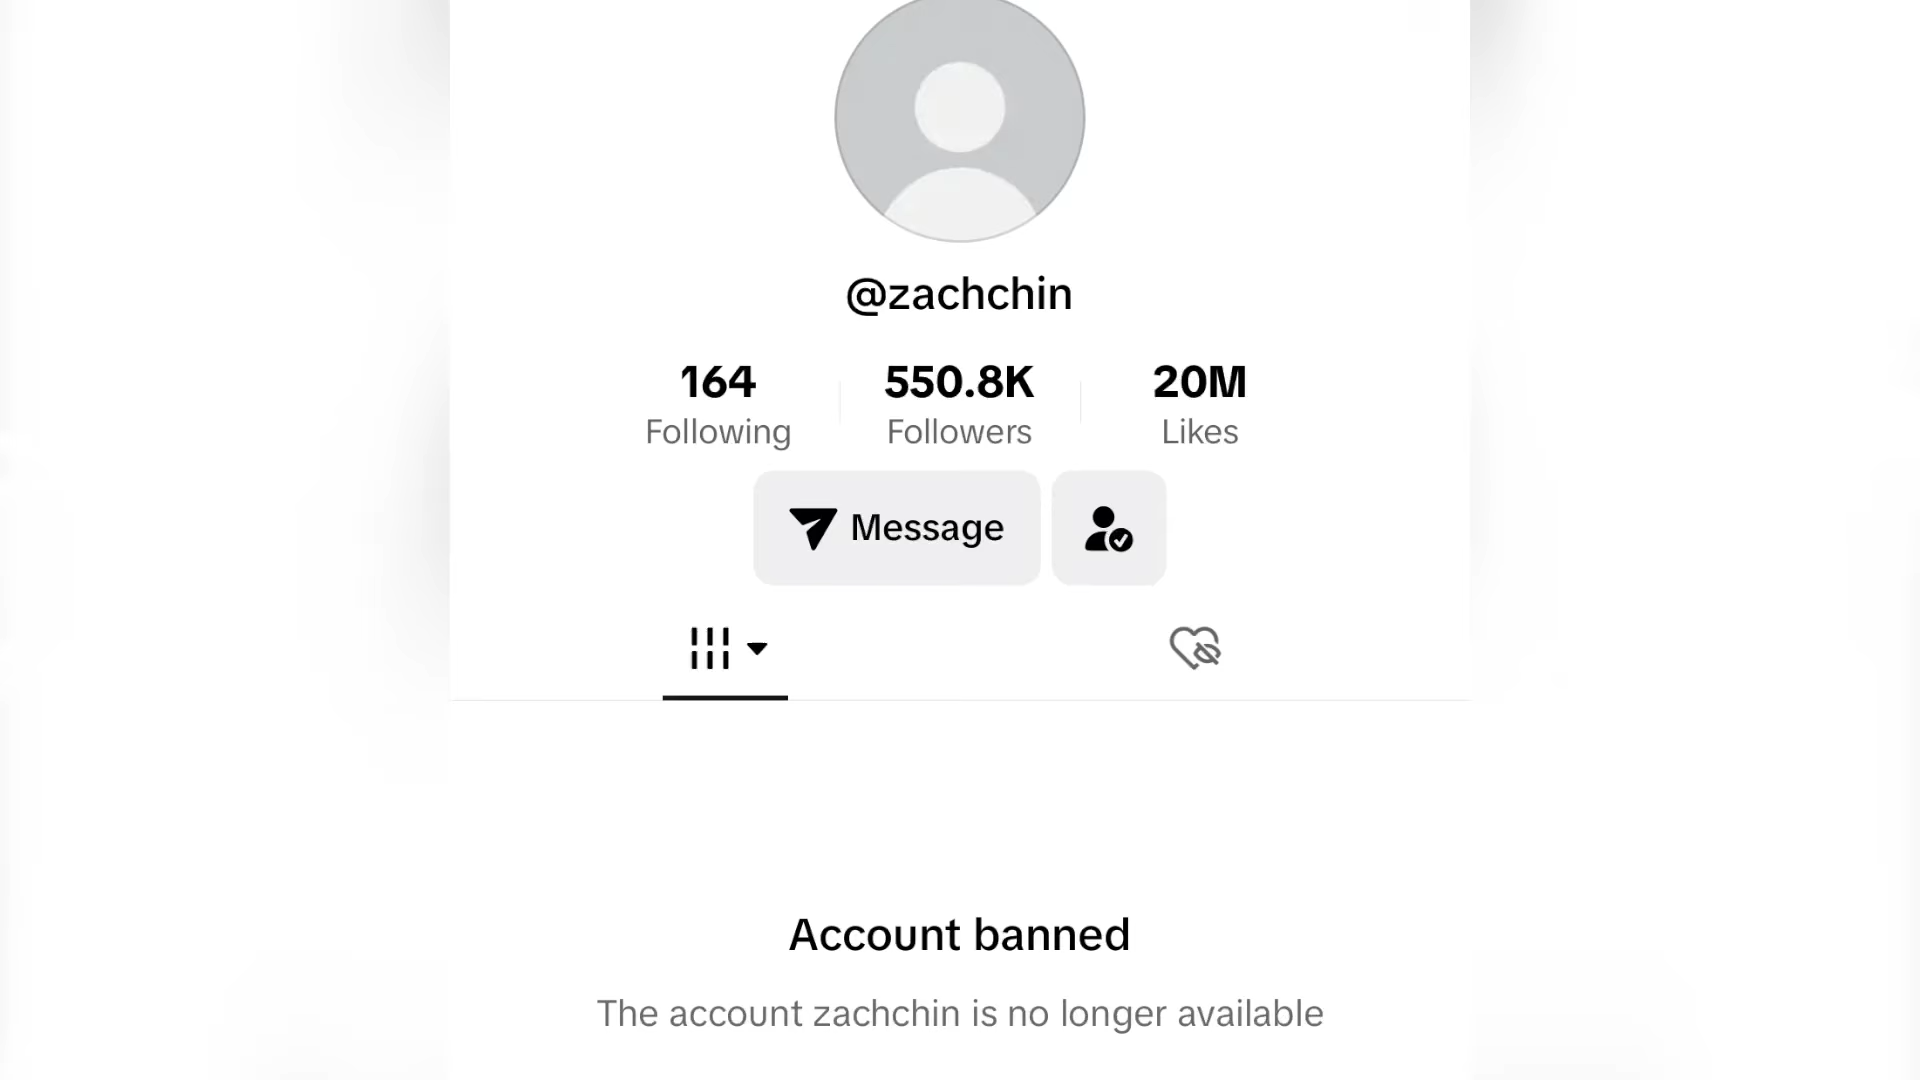 @zachchin
164 550.8K 20M
Following Followers Likes
Message
Account banned
The account zachchin is no longer available